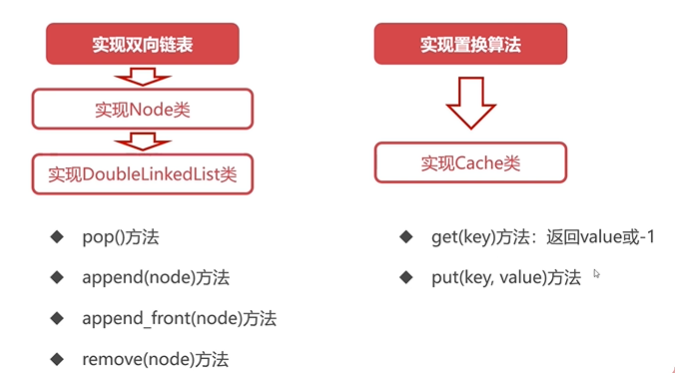 实现双向链表
实现Node类
实现DoubleLinkedList类
pop()方法
append(node)方法
append_front(node)方法
remove(node)方法
实现置换算法
实现Cache类
get(key)方法：返回value或-1
put(key, value)方法